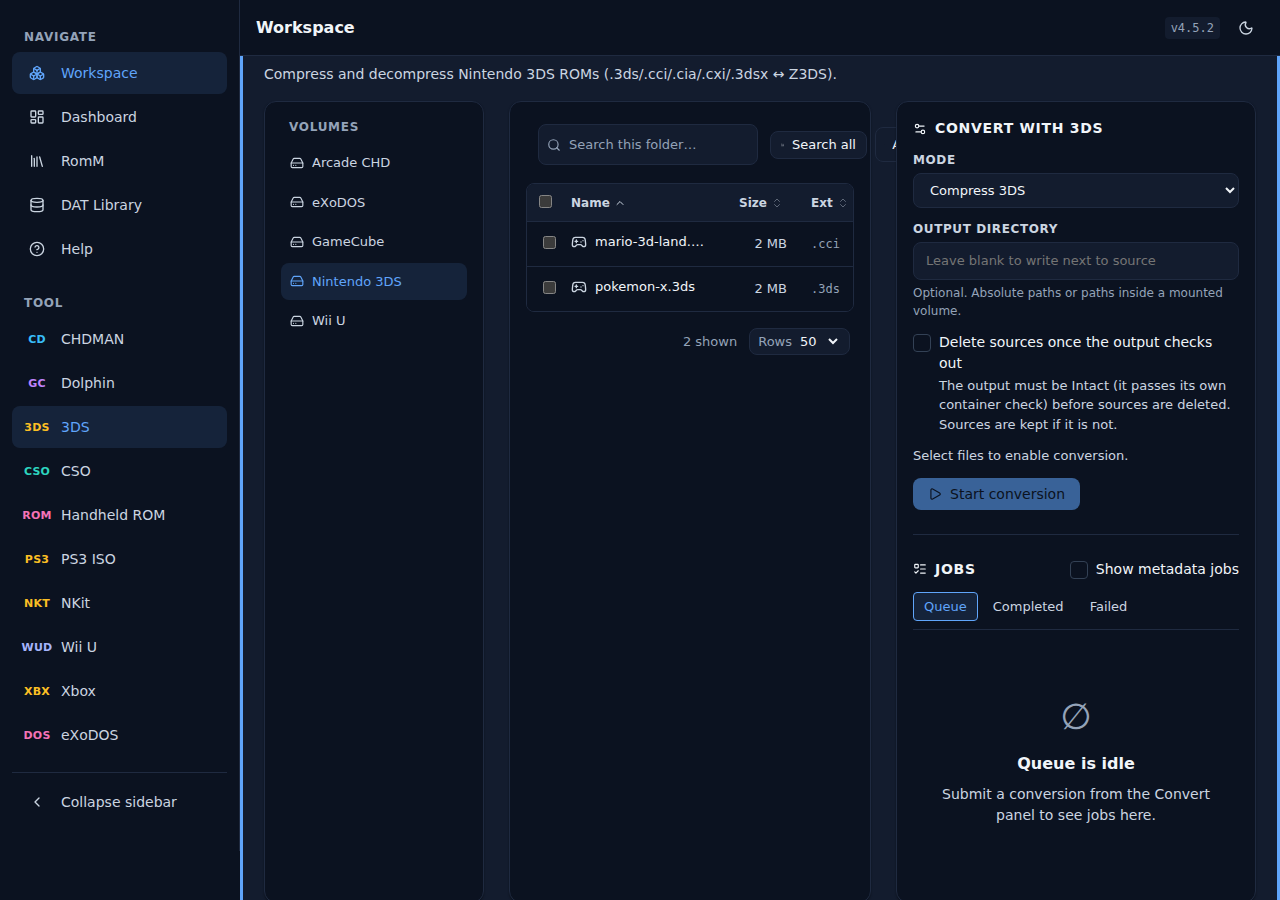 NAVIGATE
Workspace
Dashboard
RomM
DAT Library
Help
TOOL
CD CHDMAN
GC Dolphin
3DS 3DS
CSO CSO
ROM Handheld ROM
PS3 PS3 ISO
NKT NKit
WUD Wii U
XBX Xbox
DOS eXoDOS
Collapse sidebar
Workspace
v4.5.2
Compress and decompress Nintendo 3DS ROMs (.3ds/.cci/.cia/.cxi/.3dsx ↔ Z3DS).
VOLUMES
Arcade CHD
eXoDOS
GameCube
Nintendo 3DS
Wii U
Search this folder…
Search all
Name Size Ext
mario-3d-land.… 2 MB .cci
pokemon-x.3ds 2 MB .3ds
2 shown Rows 50
CONVERT WITH 3DS
MODE
Compress 3DS
OUTPUT DIRECTORY
Leave blank to write next to source
Optional. Absolute paths or paths inside a mounted
volume.
Delete sources once the output checks
out
The output must be Intact (it passes its own
container check) before sources are deleted.
Sources are kept if it is not.
Select files to enable conversion.
Start conversion
JOBS
Show metadata jobs
Queue Completed Failed
Queue is idle
Submit a conversion from the Convert
panel to see jobs here.